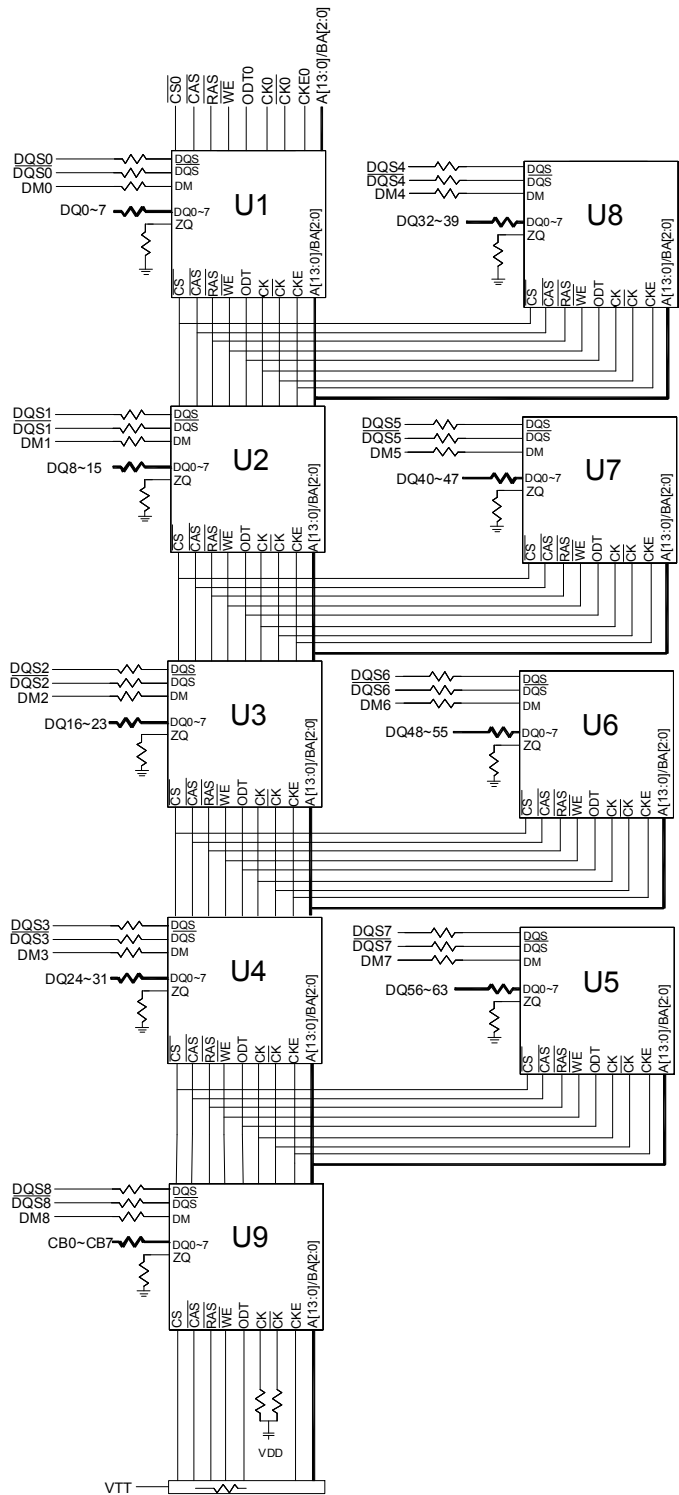 CS0 CAS RAS WE ODT0 CK0 CK0 CKE0 A[13:0]/BA[2:0]
DQS0
DQS0
DM0
DQ0~7
DQS
DQS
DM
DQ0~7
ZQ
U1
CS CAS RAS WE ODT CK CK CKE A[13:0]/BA[2:0]
DQS4
DQS4
DM4
DQ32~39
DQS
DQS
DM
DQ0~7
ZQ
U8
CS CAS RAS WE ODT CK CK CKE A[13:0]/BA[2:0]
DQS1
DQS1
DM1
DQ8~15
DQS
DQS
DM
DQ0~7
ZQ
U2
CS CAS RAS WE ODT CK CK CKE A[13:0]/BA[2:0]
DQS5
DQS5
DM5
DQ40~47
DQS
DQS
DM
DQ0~7
ZQ
U7
CS CAS RAS WE ODT CK CK CKE A[13:0]/BA[2:0]
DQS2
DQS2
DM2
DQ16~23
DQS
DQS
DM
DQ0~7
ZQ
U3
CS CAS RAS WE ODT CK CK CKE A[13:0]/BA[2:0]
DQS6
DQS6
DM6
DQ48~55
DQS
DQS
DM
DQ0~7
ZQ
U6
CS CAS RAS WE ODT CK CK CKE A[13:0]/BA[2:0]
DQS3
DQS3
DM3
DQ24~31
DQS
DQS
DM
DQ0~7
ZQ
U4
CS CAS RAS WE ODT CK CK CKE A[13:0]/BA[2:0]
DQS7
DQS7
DM7
DQ56~63
DQS
DQS
DM
DQ0~7
ZQ
U5
CS CAS RAS WE ODT CK CK CKE A[13:0]/BA[2:0]
DQS8
DQS8
DM8
CB0~CB7
DQS
DQS
DM
DQ0~7
ZQ
U9
CS CAS RAS WE ODT CK CK CKE A[13:0]/BA[2:0]
VDD
VTT